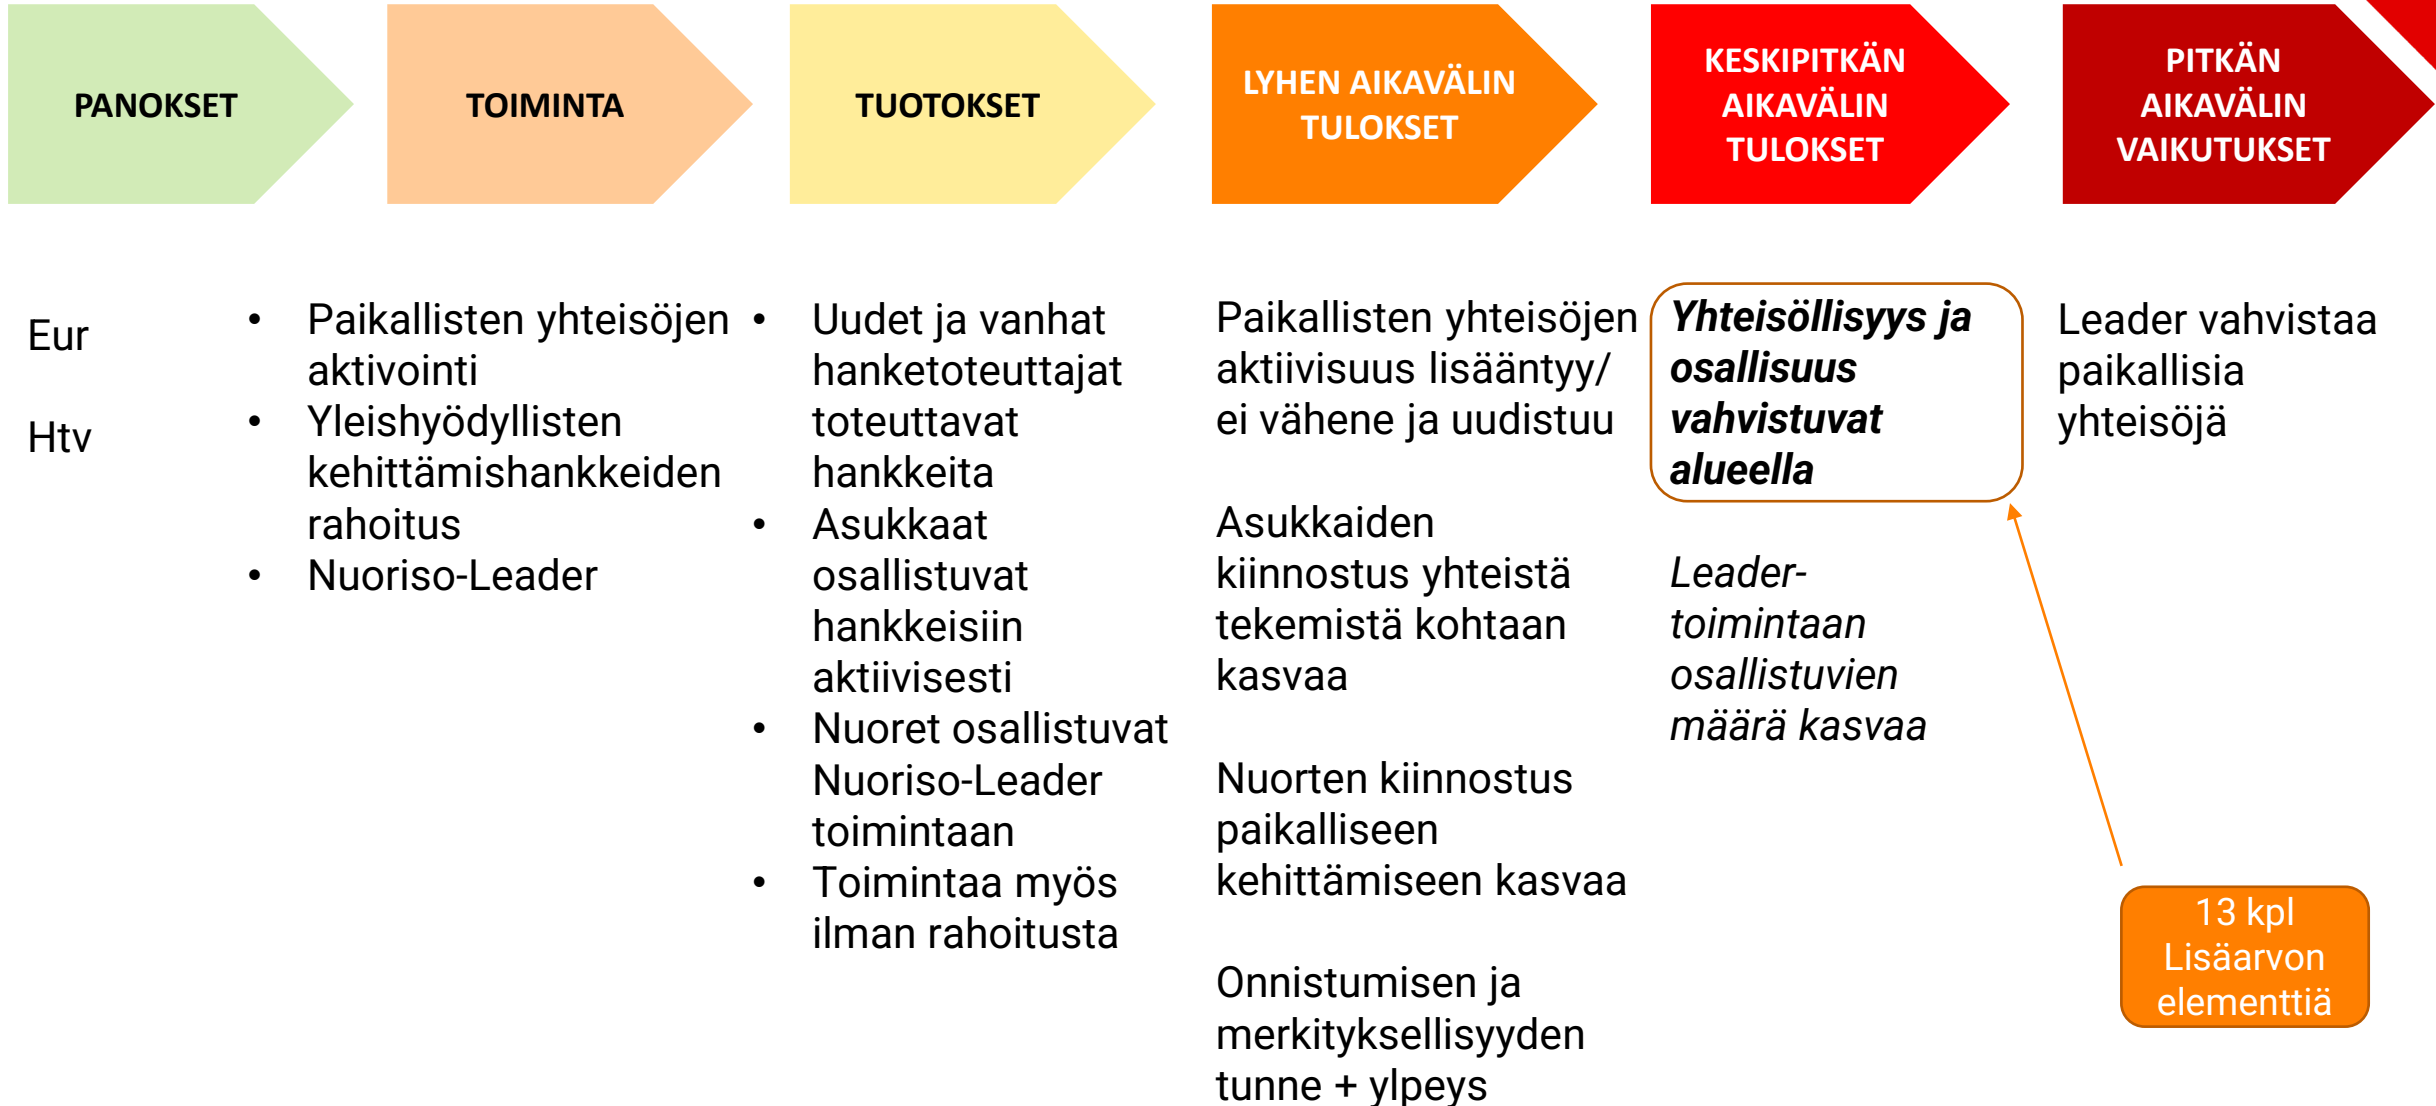 PANOKSET
TOIMINTA
TUOTOKSET
LYHEN AIKAVÄLIN
TULOKSET
KESKIPITKÄN
AIKAVÄLIN
TULOKSET
PITKÄN
AIKAVÄLIN
VAIKUTUKSET
Eur
Htv
• Paikallisten yhteisöjen
aktivointi
• Yleishyödyllisten
kehittämishankkeiden
rahoitus
• Nuoriso-Leader
• Uudet ja vanhat
hanketoteuttajat
toteuttavat
hankkeita
• Asukkaat
osallistuvat
hankkeisiin
aktiivisesti
• Nuoret osallistuvat
Nuoriso-Leader
toimintaan
• Toimintaa myös
ilman rahoitusta
Paikallisten yhteisöjen
aktiivisuus lisääntyy/
ei vähene ja uudistuu
Asukkaiden
kiinnostus yhteistä
tekemistä kohtaan
kasvaa
Nuorten kiinnostus
paikalliseen
kehittämiseen kasvaa
Onnistumisen ja
merkityksellisyyden
tunne + ylpeys
Yhteisöllisyys ja
osallisuus
vahvistuvat
alueella
Leader-
toimintaan
osallistuvien
määrä kasvaa
Leader vahvistaa
paikallisia
yhteisöjä
13 kpl
Lisäarvon
elementtiä